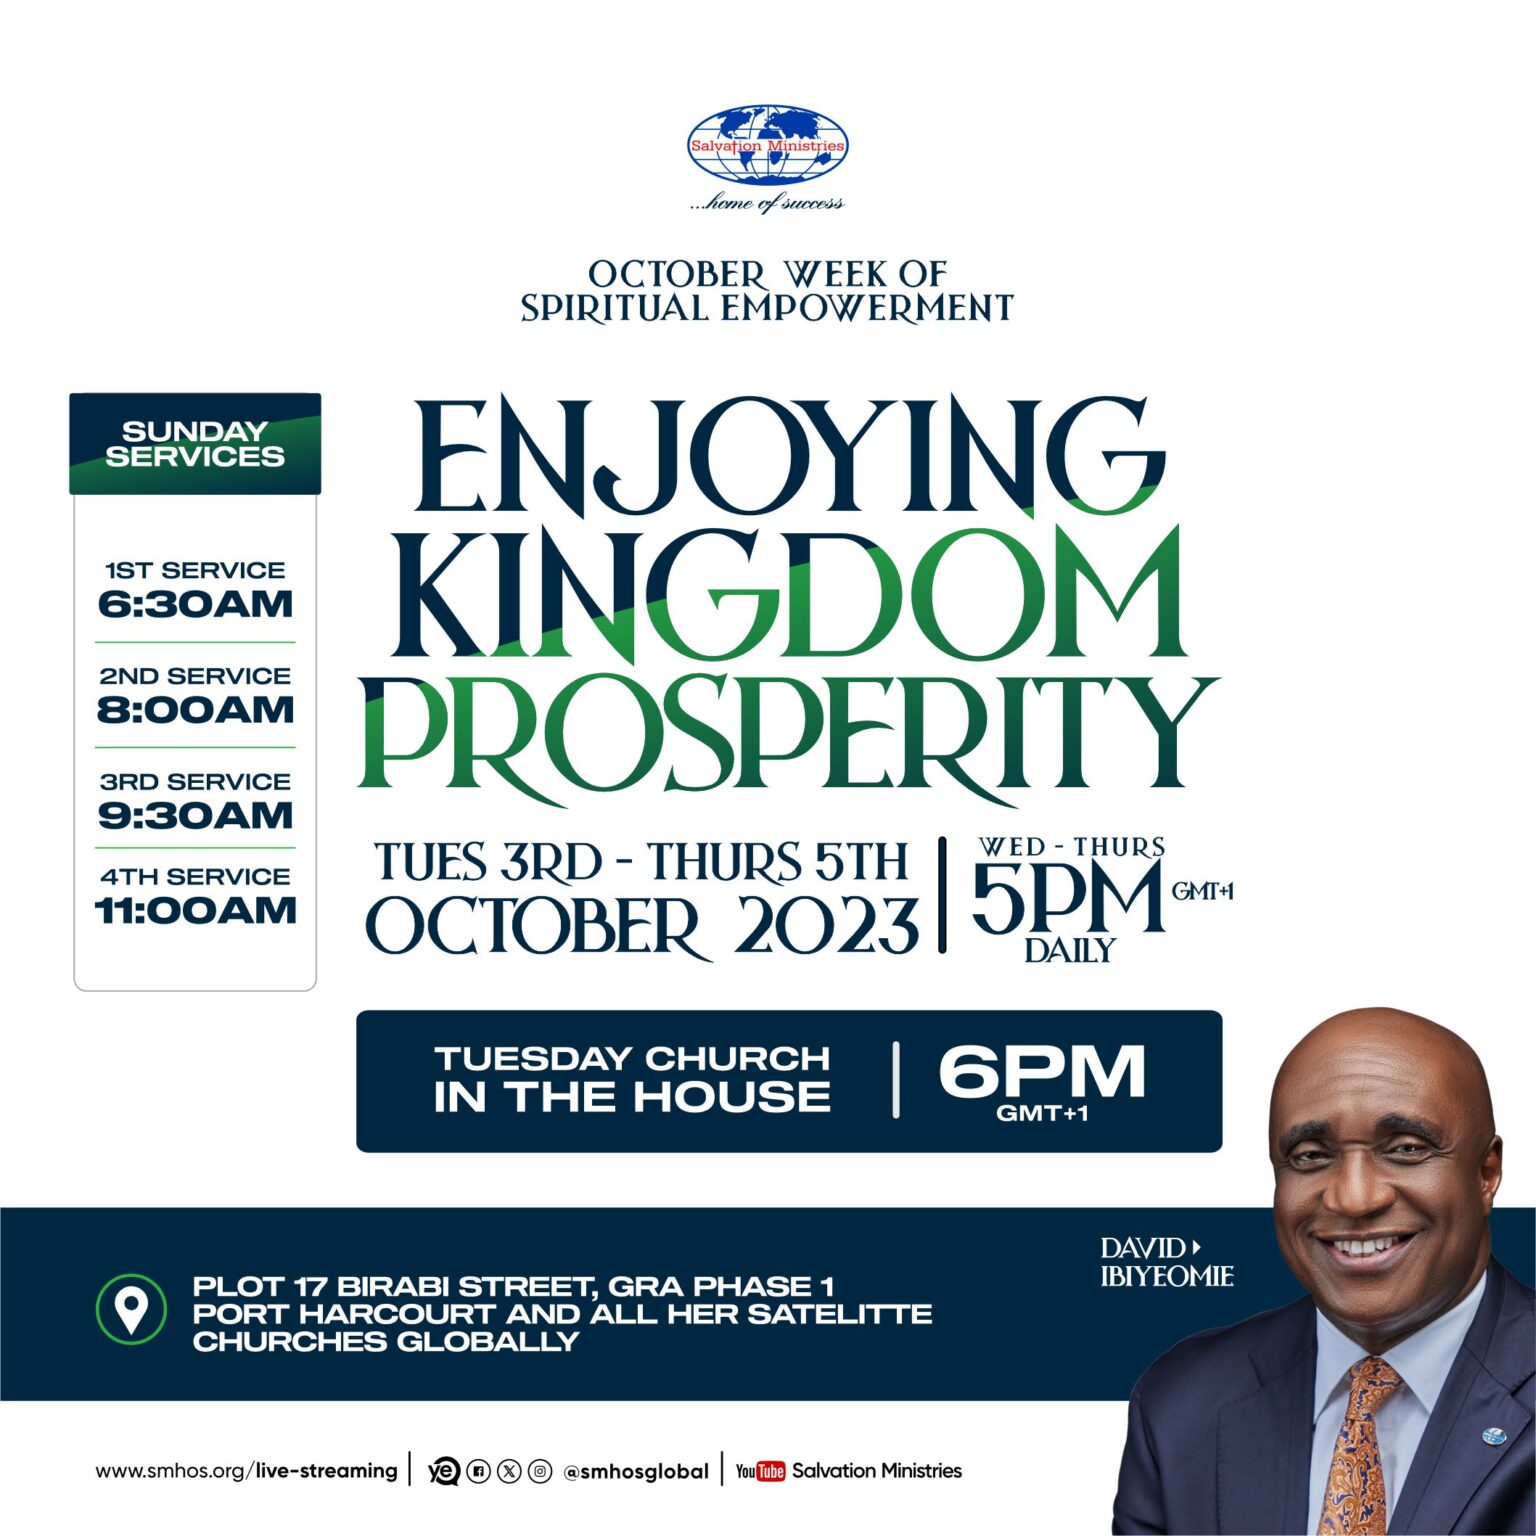 Salvation Ministries
...home of success
OCTOBER WEEK OF
SPIRITUAL EMPOWERMENT
SUNDAY
SERVICES
1ST SERVICE
6:30AM
2ND SERVICE
8:00AM
3RD SERVICE
9:30AM
4TH SERVICE
11:00AM
ENJOYING
KINGDOM
PROSPERITY
TUES 3RD - THURS 5TH
OCTOBER 2023
WED - THURS
5PM GMT+1
DAILY
TUESDAY CHURCH
IN THE HOUSE
6PM
GMT+1
DAVID
IBIYEOMIE
PLOT 17 BIRABI STREET, GRA PHASE 1
PORT HARCOURT AND ALL HER SATELITTE
CHURCHES GLOBALLY
www.smhos.org/live-streaming | @smhosglobal | YouTube Salvation Ministries